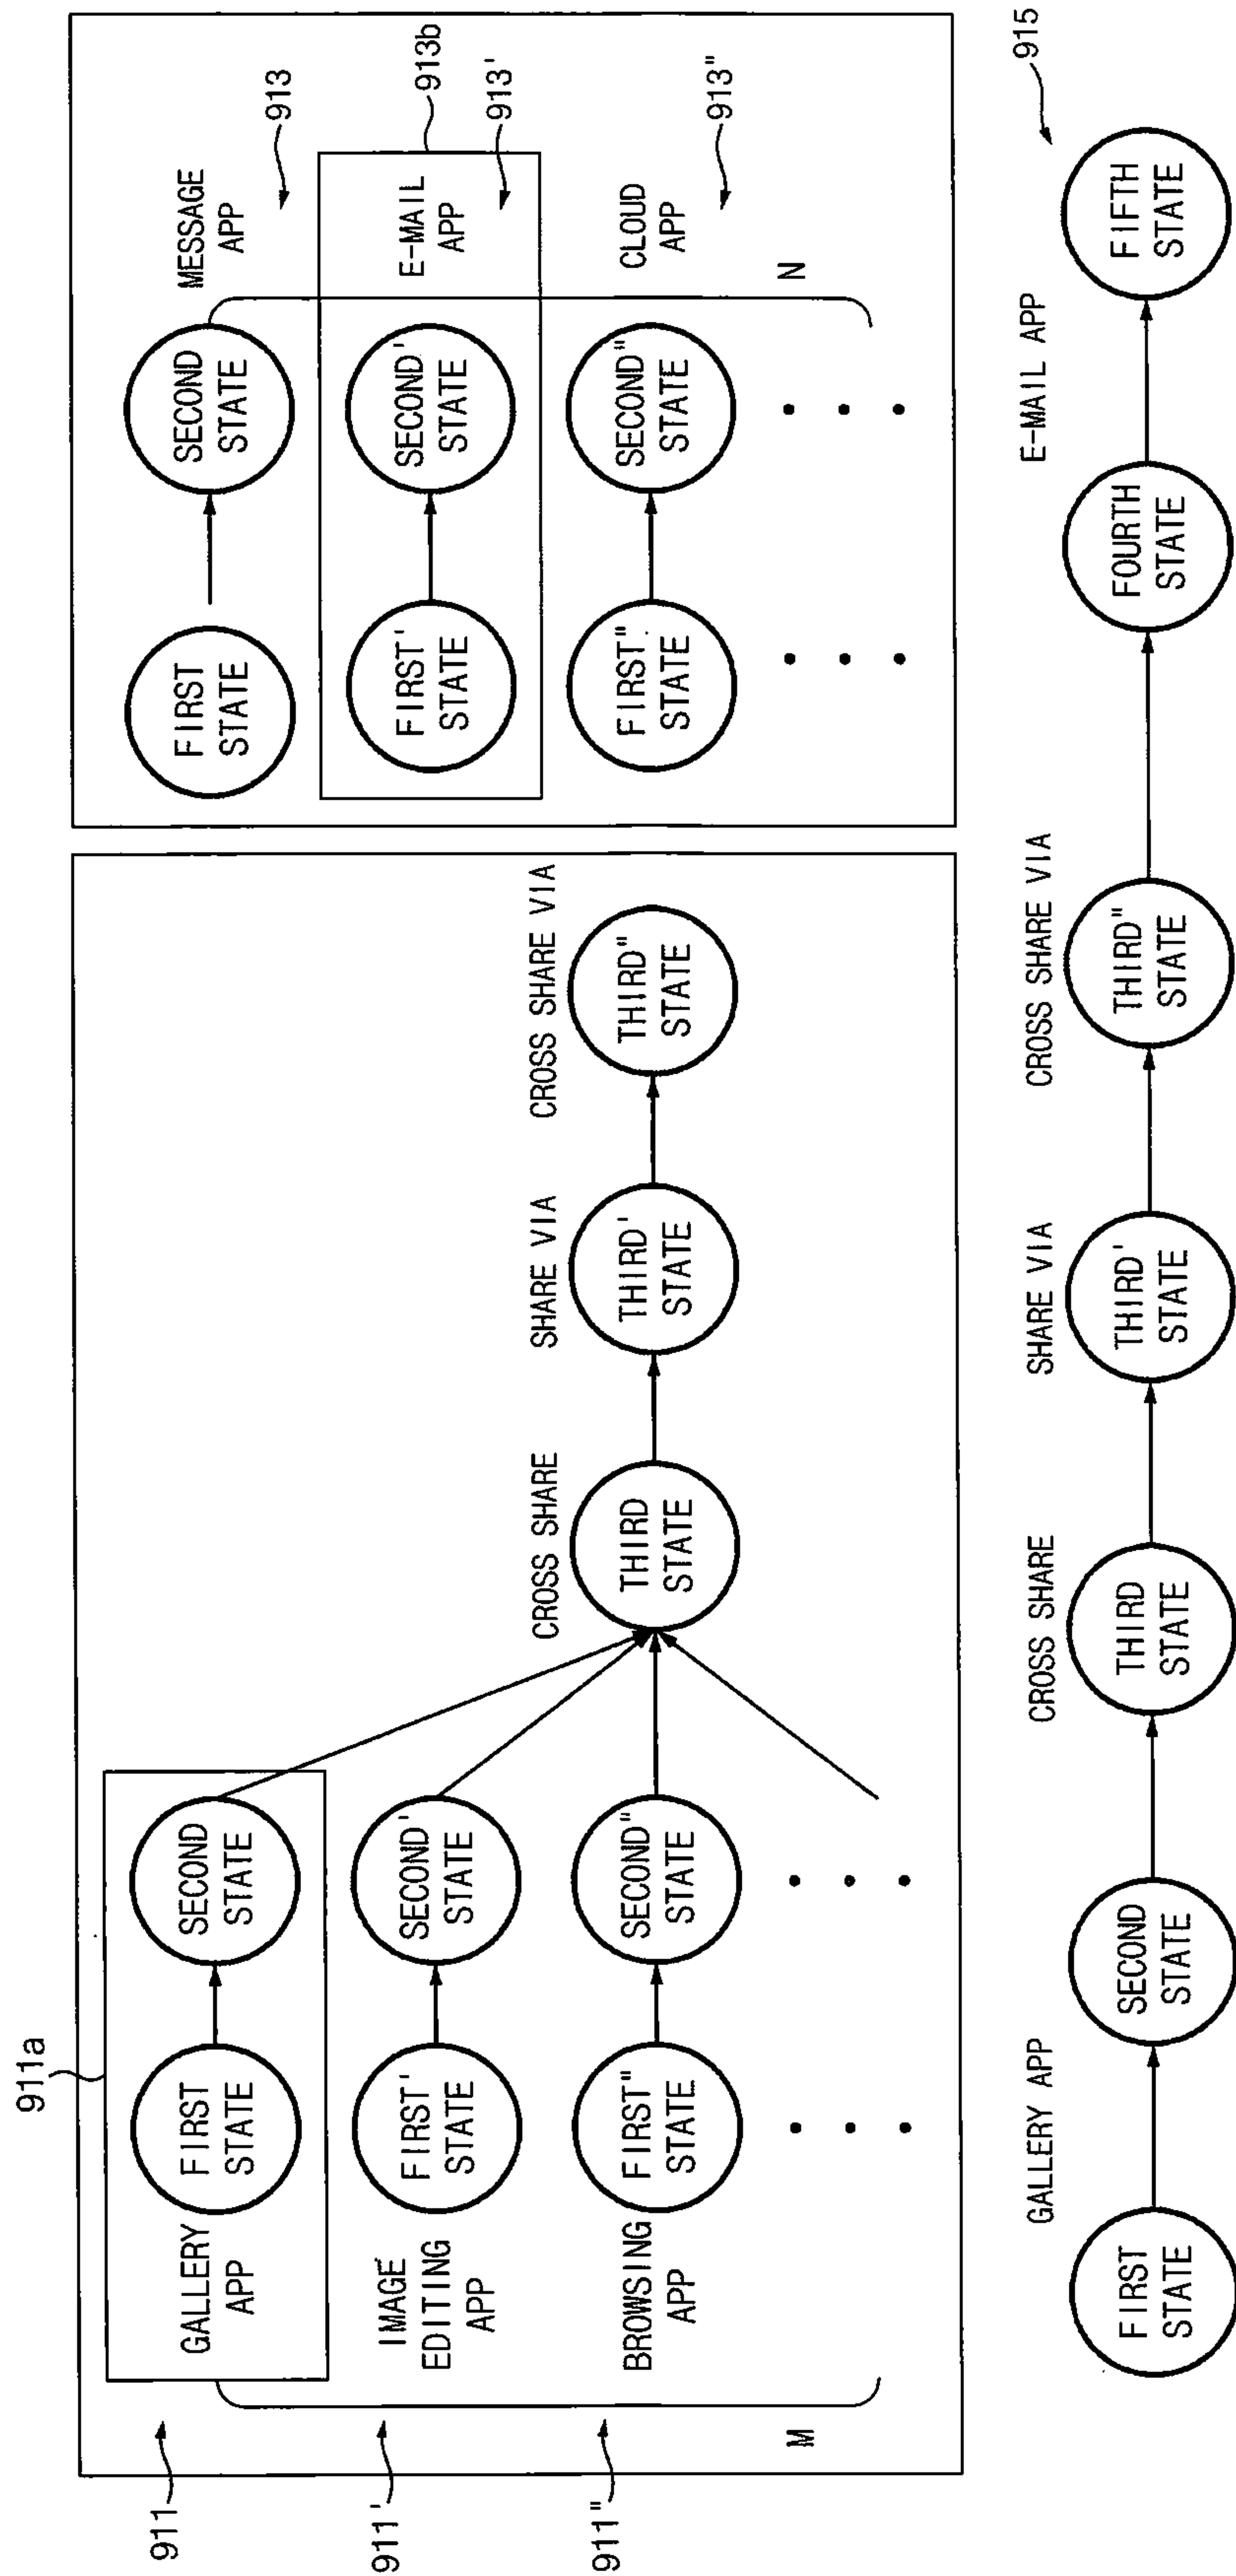 911a
911
911'
911"
GALLERY
APP
FIRST
STATE
SECOND
STATE
IMAGE
EDITING
APP
FIRST'
STATE
SECOND'
STATE
BROWSING
APP
FIRST"
STATE
SECOND"
STATE
M
CROSS SHARE
THIRD
STATE
SHARE VIA
THIRD'
STATE
CROSS SHARE VIA
THIRD"
STATE
FIRST
STATE
SECOND
STATE
MESSAGE
APP
913
FIRST'
STATE
SECOND'
STATE
E-MAIL
APP
913b
913'
FIRST"
STATE
SECOND"
STATE
CLOUD
APP
913"
N
GALLERY APP
FIRST
STATE
SECOND
STATE
CROSS SHARE
THIRD
STATE
SHARE VIA
THIRD'
STATE
CROSS SHARE VIA
THIRD"
STATE
E-MAIL APP
FOURTH
STATE
FIFTH
STATE
915